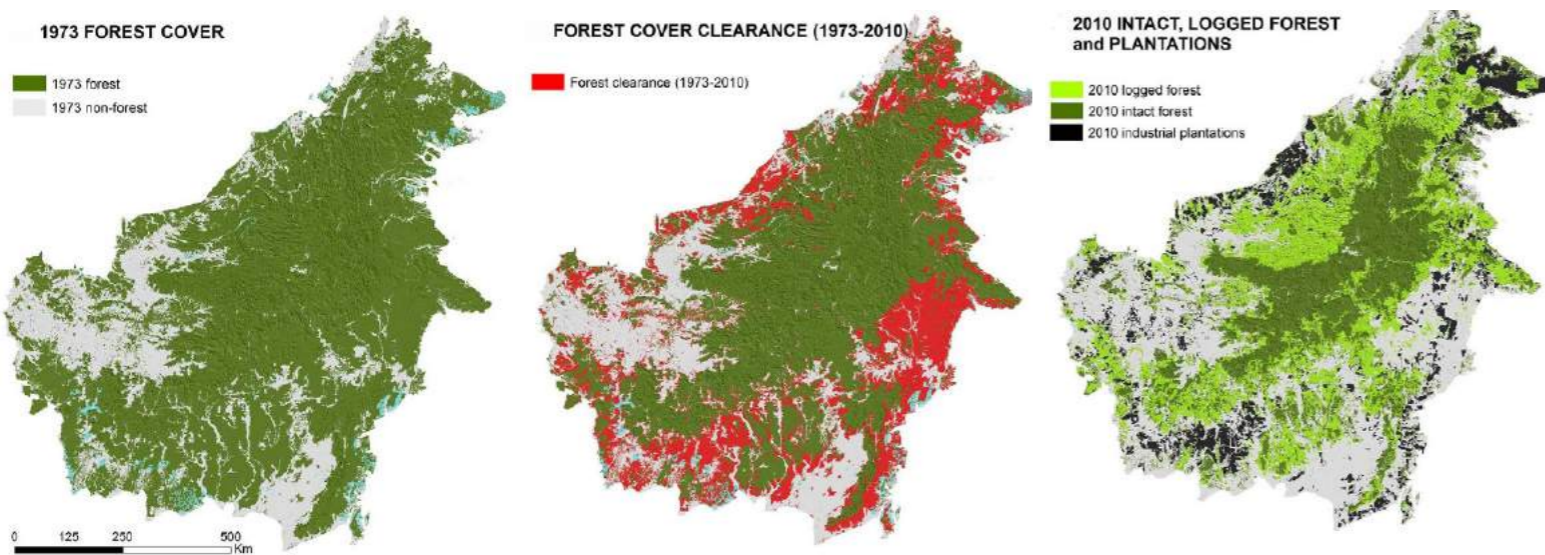 1973 FOREST COVER
1973 forest
1973 non-forest
0 125 250 500
Km
FOREST COVER CLEARANCE (1973-2010)
Forest clearance (1973-2010)
2010 INTACT, LOGGED FOREST
and PLANTATIONS
2010 logged forest
2010 intact forest
2010 industrial plantations